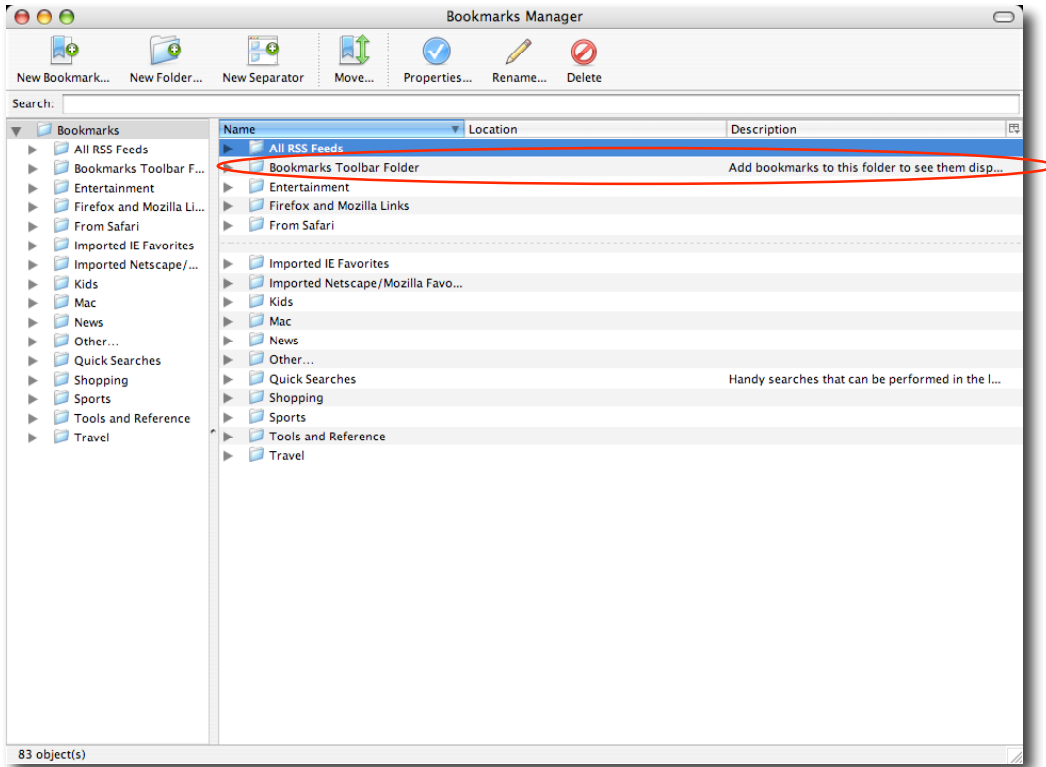 Bookmarks Manager
New Bookmark... New Folder... New Separator Move... Properties... Rename... Delete
Search:
Bookmarks
All RSS Feeds
Bookmarks Toolbar F...
Entertainment
Firefox and Mozilla Li...
From Safari
Imported IE Favorites
Imported Netscape/...
Kids
Mac
News
Other...
Quick Searches
Shopping
Sports
Tools and Reference
Travel
Name Location Description
All RSS Feeds
Bookmarks Toolbar Folder Add bookmarks to this folder to see them disp...
Entertainment
Firefox and Mozilla Links
From Safari
Imported IE Favorites
Imported Netscape/Mozilla Favo...
Kids
Mac
News
Other...
Quick Searches Handy searches that can be performed in the l...
Shopping
Sports
Tools and Reference
Travel
83 object(s)